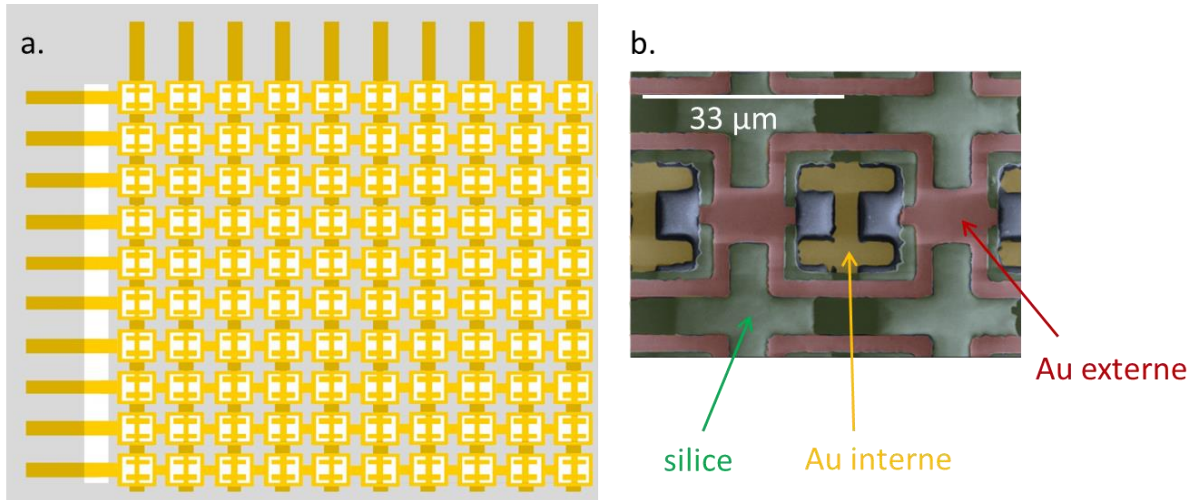 a.
b.
33 µm
Au externe
silice
Au interne